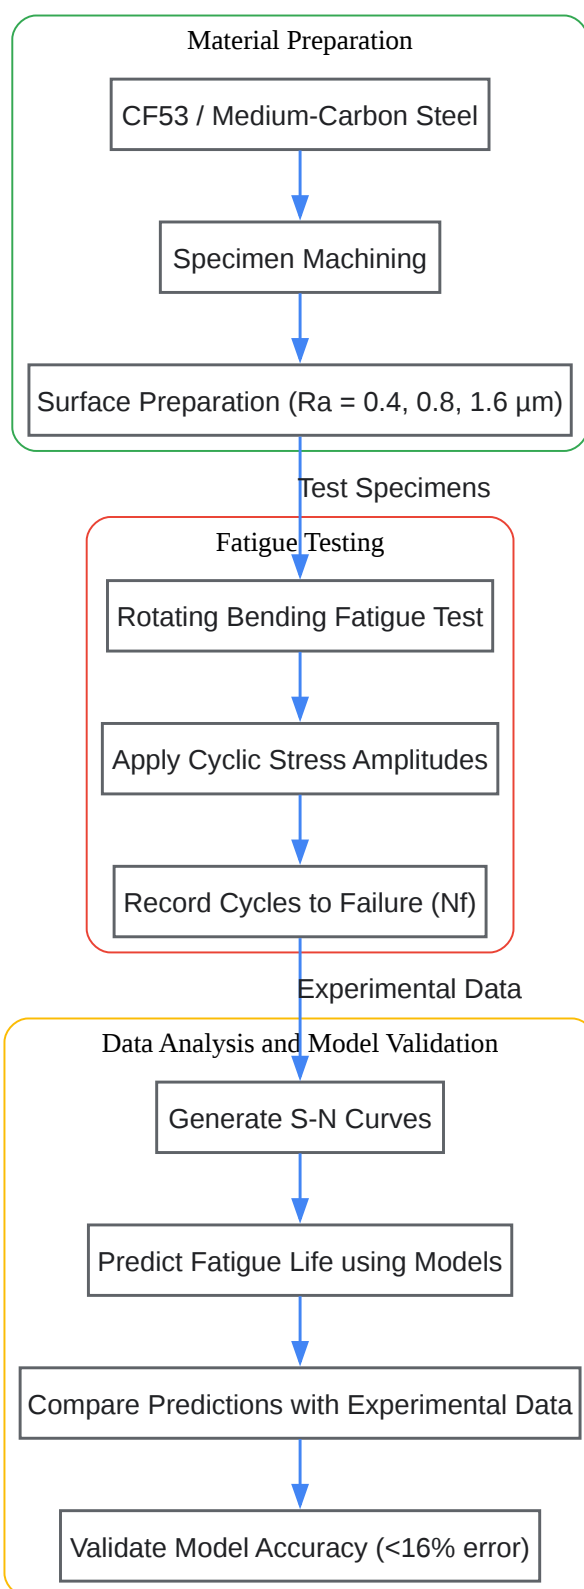 Material Preparation
CF53 / Medium-Carbon Steel
Specimen Machining
Surface Preparation (Ra = 0.4, 0.8, 1.6 µm)
Test Specimens
Fatigue Testing
Rotating Bending Fatigue Test
Apply Cyclic Stress Amplitudes
Record Cycles to Failure (Nf)
Experimental Data
Data Analysis and Model Validation
Generate S-N Curves
Predict Fatigue Life using Models
Compare Predictions with Experimental Data
Validate Model Accuracy (<16% error)